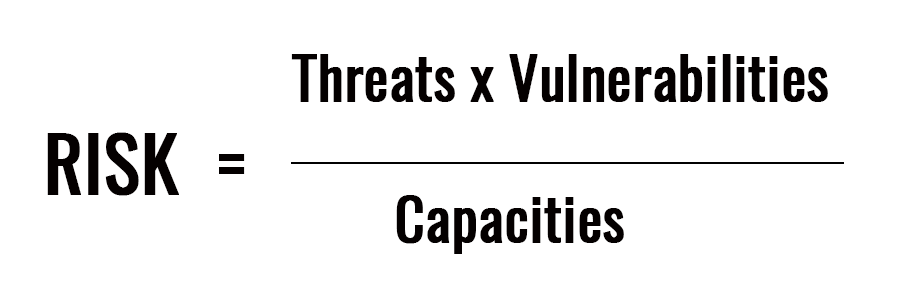 Threats x Vulnerabilities
RISK =
Capacities